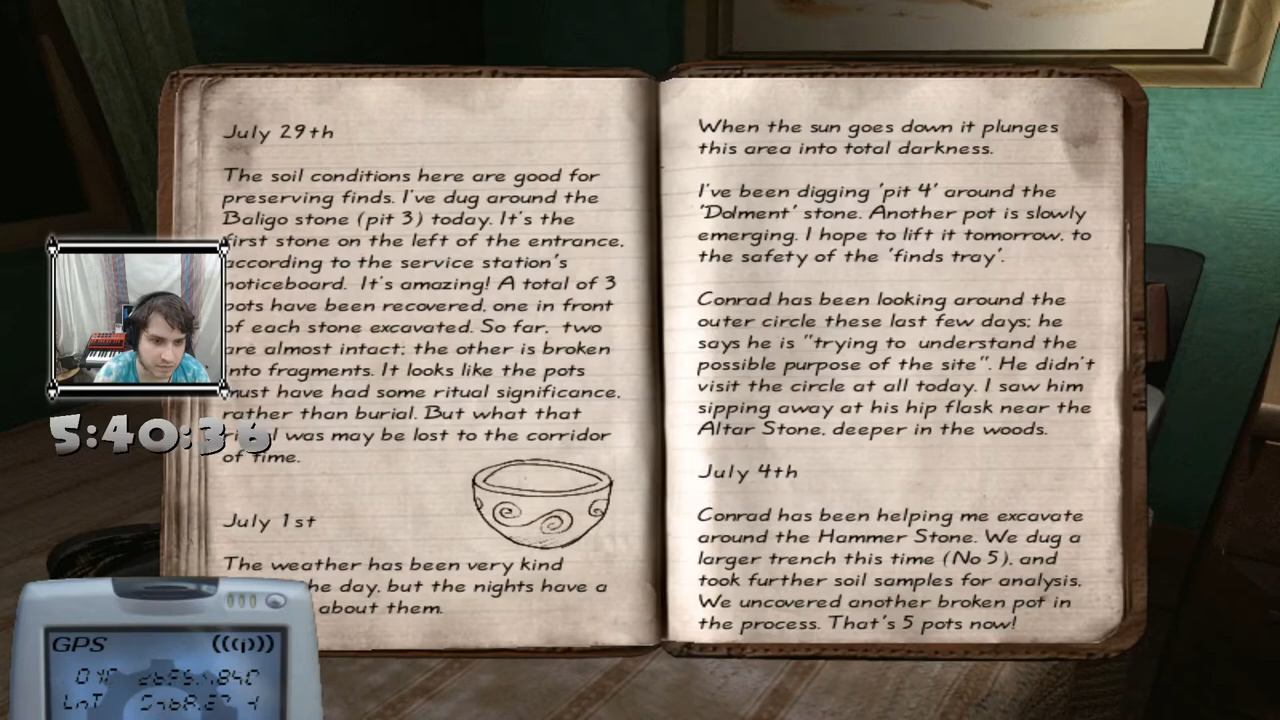 July 29th
The soil conditions here are good for
preserving finds. I've dug around the
Baligo stone (pit 3) today. It's the
first stone on the left of the entrance,
according to the service station's
noticeboard. It's amazing! A total of 3
pots have been recovered, one in front
of each stone excavated. So far, two
are almost intact; the other is broken
into fragments. It looks like the pots
must have had some ritual significance,
rather than burial. But what that
was may be lost to the corridor
of time.
July 1st
The weather has been very kind
the day, but the nights have a
about them.
When the sun goes down it plunges
this area into total darkness.
I've been digging 'pit 4' around the
'Dolment' stone. Another pot is slowly
emerging. I hope to lift it tomorrow, to
the safety of the 'finds tray'.
Conrad has been looking around the
outer circle these last few days; he
says he is "trying to understand the
possible purpose of the site". He didn't
visit the circle at all today. I saw him
sipping away at his hip flask near the
Altar Stone, deeper in the woods.
July 4th
Conrad has been helping me excavate
around the Hammer Stone. We dug a
larger trench this time (No 5), and
took further soil samples for analysis.
We uncovered another broken pot in
the process. That's 5 pots now!
5:40:36
GPS